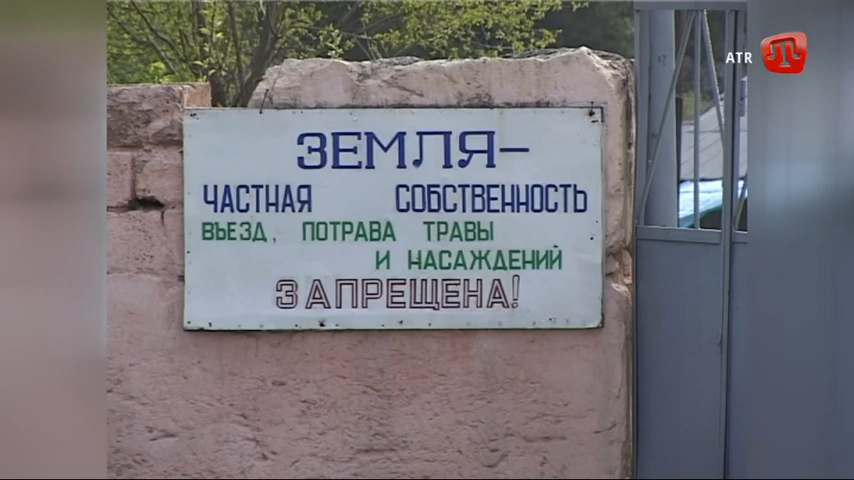 ATR
ЗЕМЛЯ–
ЧАСТНАЯ СОБСТВЕННОСТЬ
ВЪЕЗД, ПОТРАВА ТРАВЫ
И НАСАЖДЕНИЙ
ЗАПРЕЩЕНА!